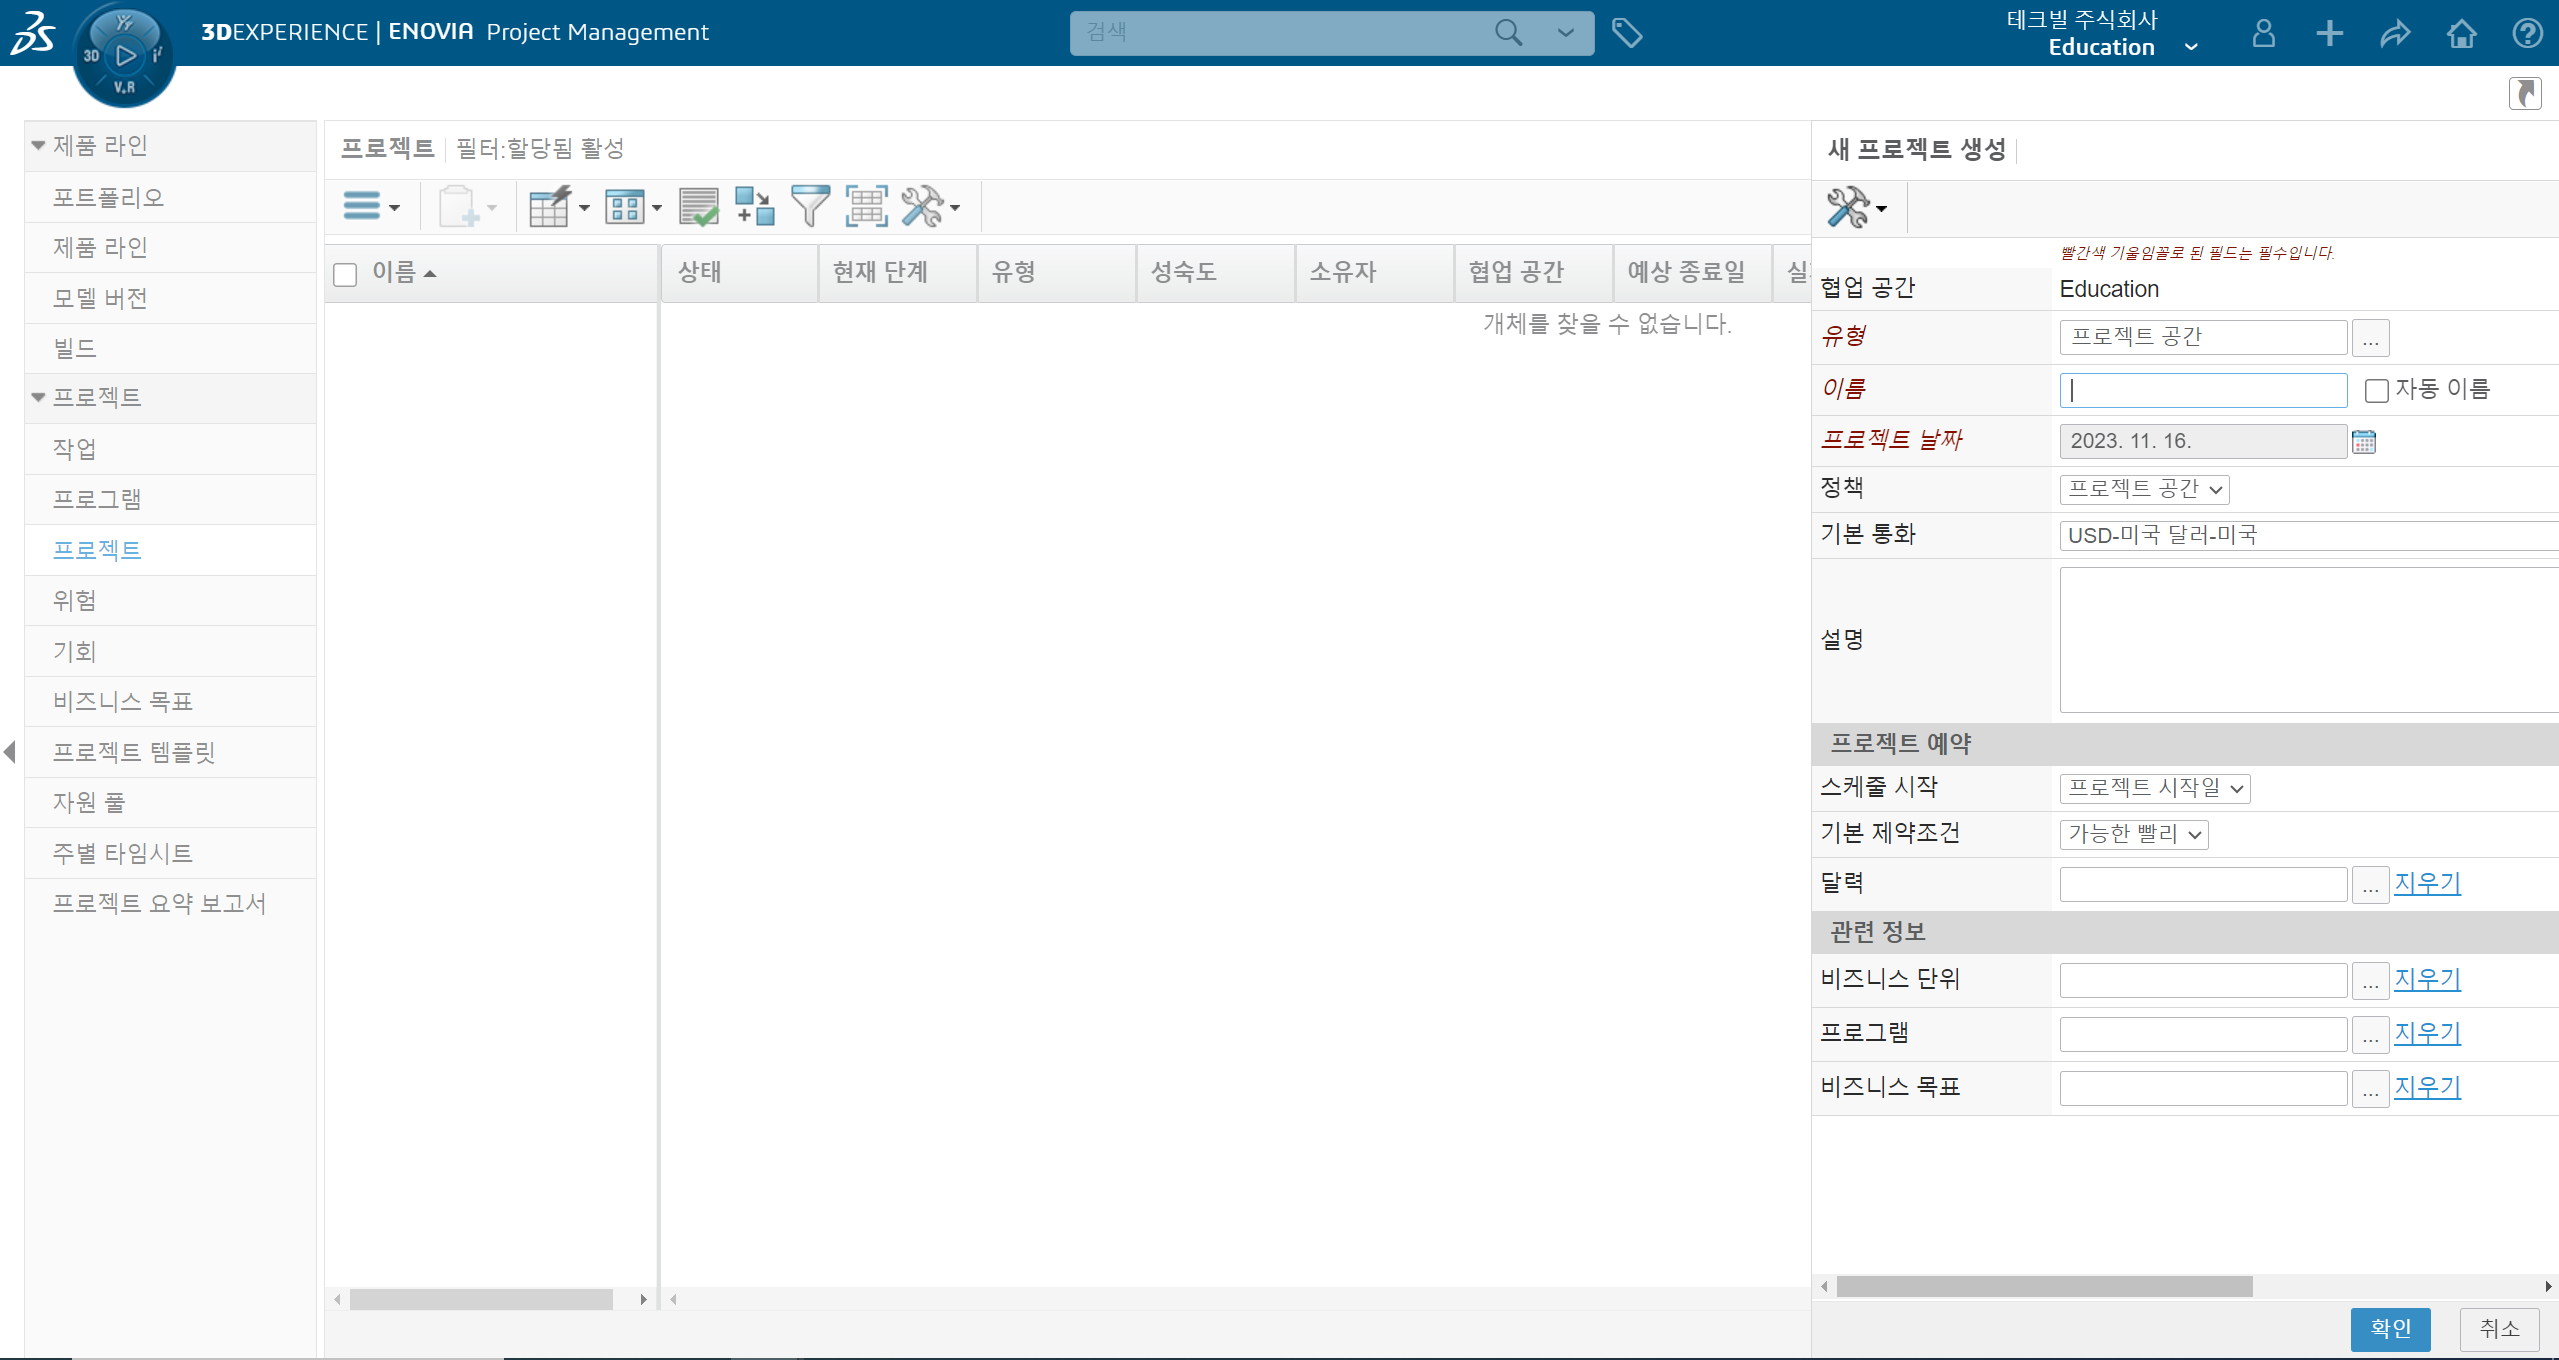 3DEXPERIENCE | ENOVIA Project Management
검색
테크빌 주식회사
Education
3D
V.R
제품 라인
포트폴리오
제품 라인
모델 버전
빌드
프로젝트
작업
프로그램
프로젝트
위험
기회
비즈니스 목표
프로젝트 템플릿
자원 풀
주별 타임시트
프로젝트 요약 보고서
프로젝트 필터:할당됨 활성
이름 상태 현재 단계 유형 성숙도 소유자 협업 공간 예상 종료일
개체를 찾을 수 없습니다.
새 프로젝트 생성
빨간색 기울임꼴로 된 필드는 필수입니다.
협업 공간 Education
유형 프로젝트 공간 ...
이름 자동 이름
프로젝트 날짜 2023. 11. 16.
정책 프로젝트 공간
기본 통화 USD-미국 달러-미국
설명
프로젝트 예약
스케줄 시작 프로젝트 시작일
기본 제약조건 가능한 빨리
달력 ... 지우기
관련 정보
비즈니스 단위 ... 지우기
프로그램 ... 지우기
비즈니스 목표 ... 지우기
확인 취소